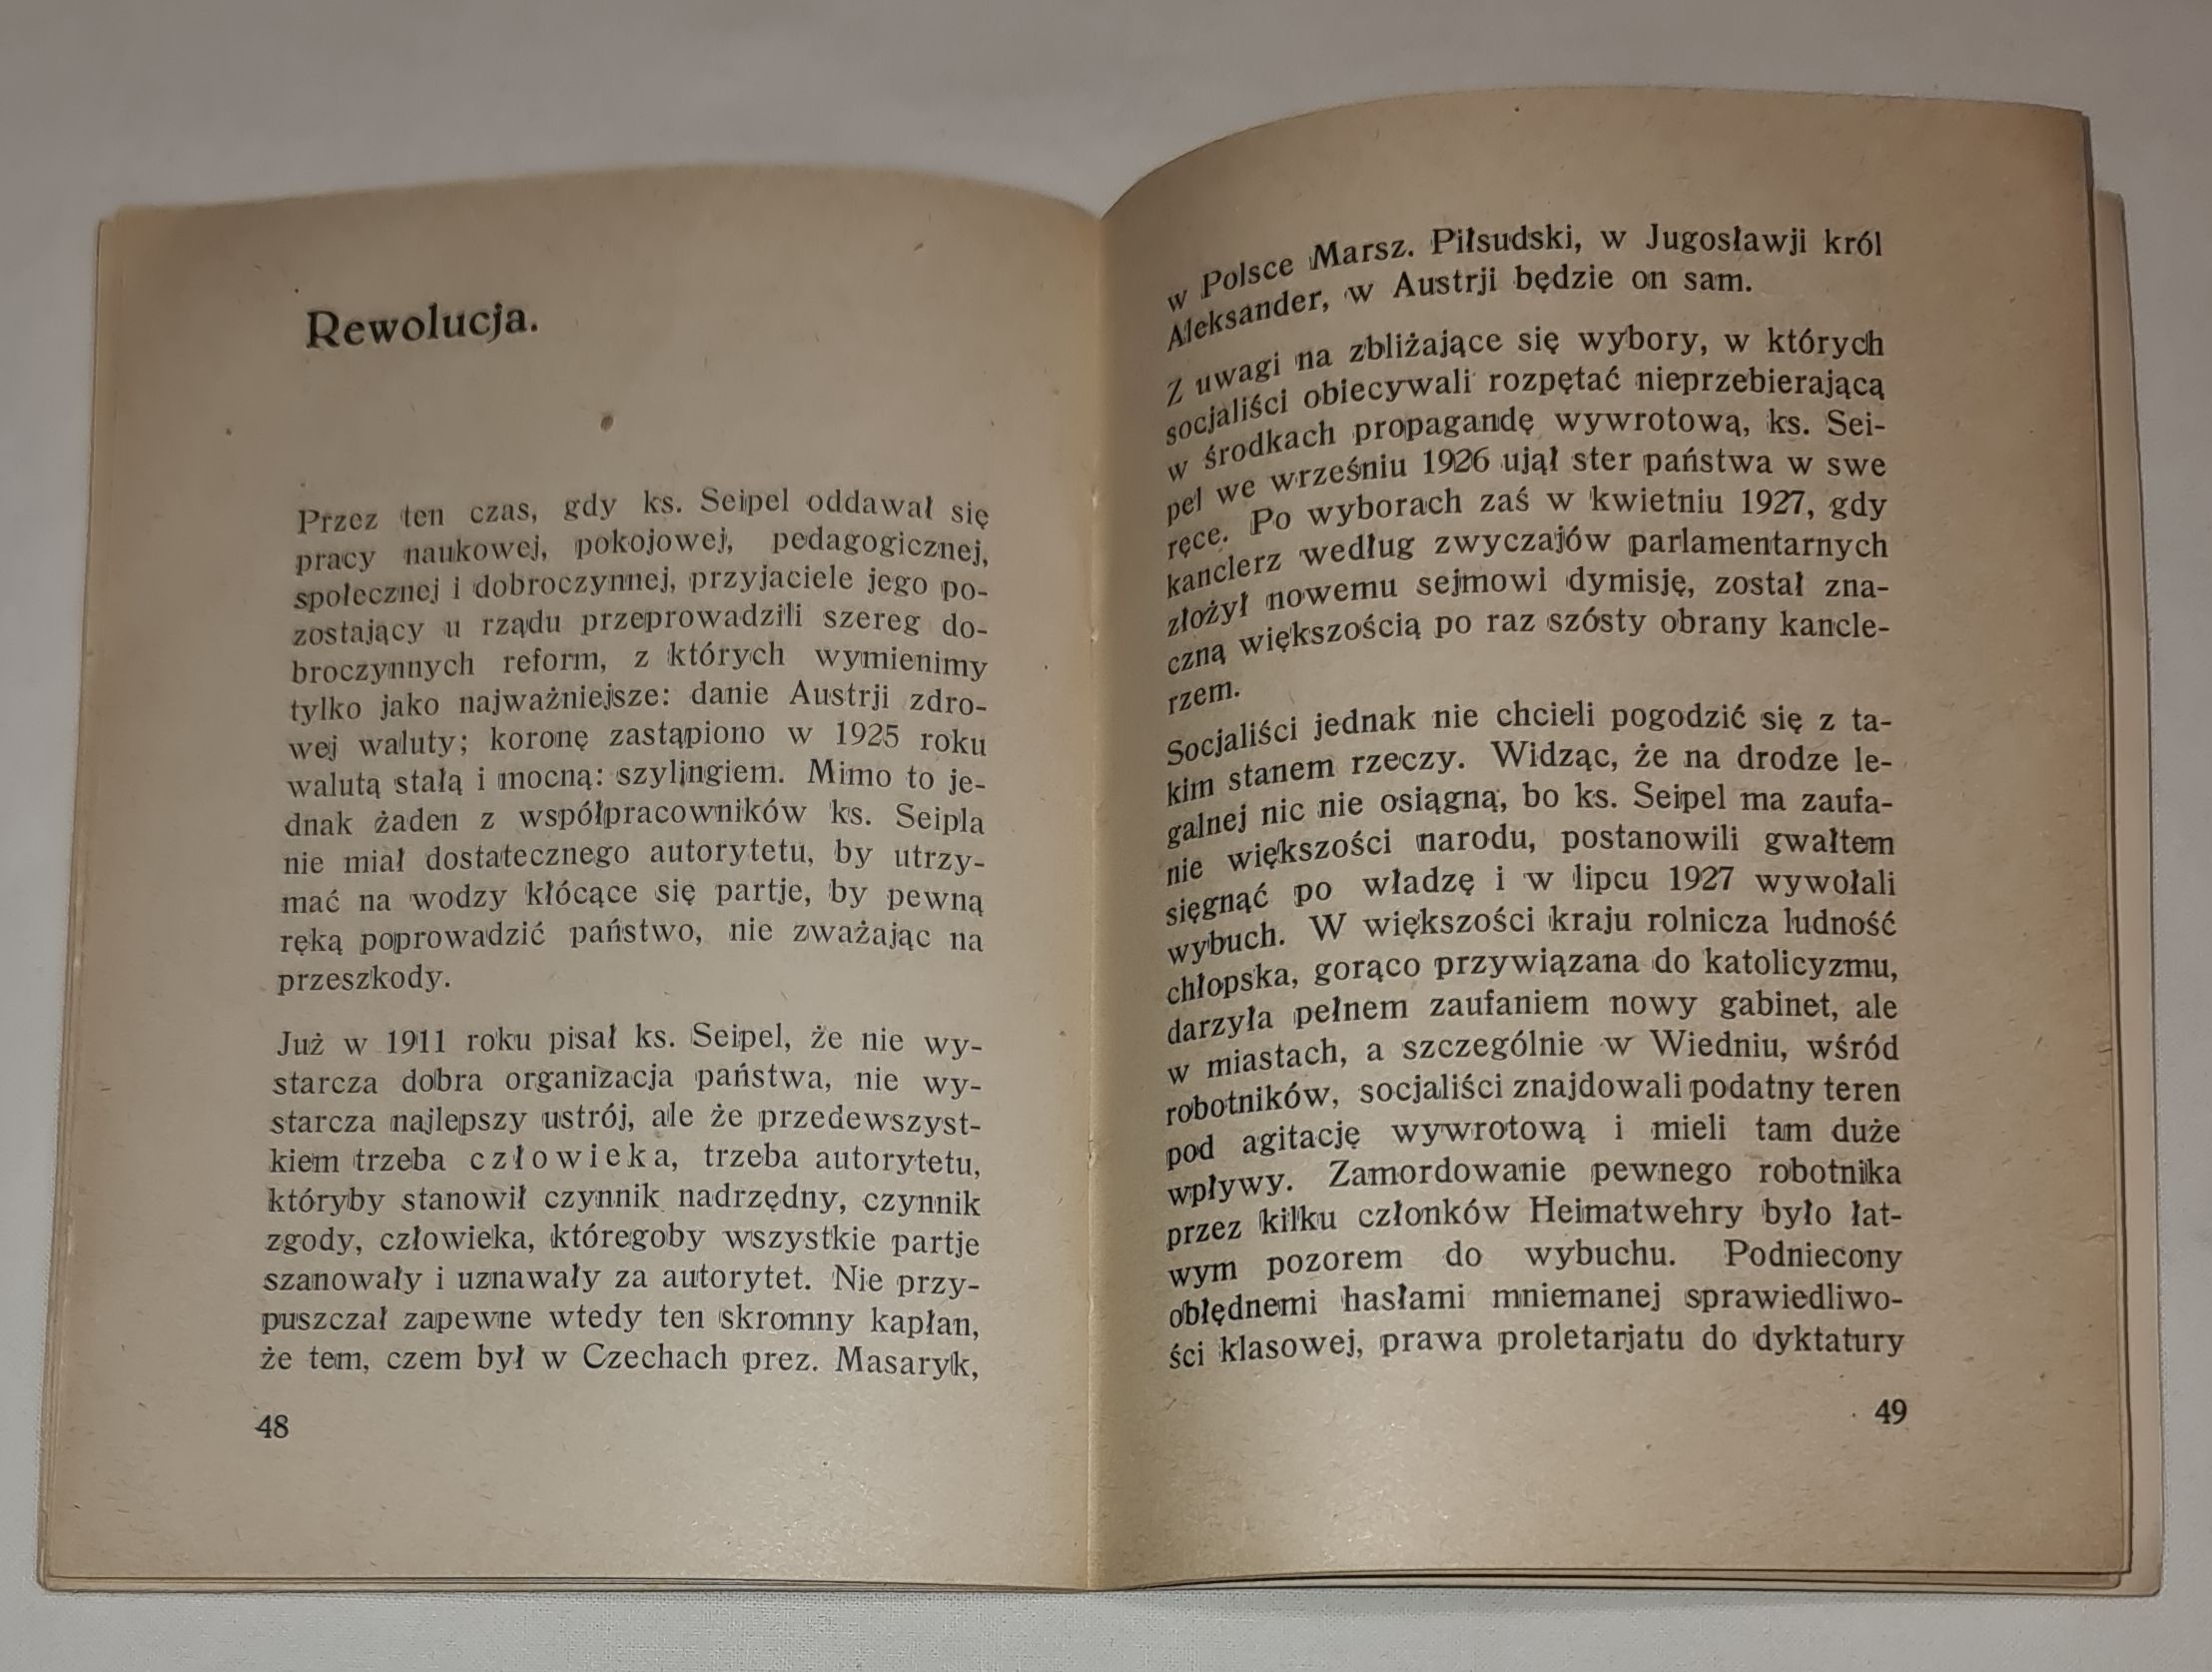 Rewolucja.
Przez ten czas, gdy ks. Seipel oddawał się
pracy naukowej, pokojowej, pedagogicznej,
społecznej i dobroczynnej, przyjaciele jego po-
zostający u rządu przeprowadzili szereg do-
broczynnych reform, z których wymienimy
tylko jako najważniejsze: danie Austrji zdro-
wej waluty; koronę zastąpiono w 1925 roku
walutą stałą i mocną: szylingiem. Mimo to je-
dnak żaden z współpracowników ks. Seipla
nie miał dostatecznego autorytetu, by utrzy-
mać na wodzy kłócące się partje, by pewną
ręką poprowadzić państwo, nie zważając na
przeszkody.
Już w 1911 roku pisał ks. Seipel, że nie wy-
starcza dobra organizacja państwa, nie wy-
starcza najlepszy ustrój, ale że przedewszyst-
kiem trzeba człowieka, trzeba autorytetu,
któryby stanowił czynnik nadrzędny, czynnik
zgody, człowieka, któregoby wszystkie partje
szanowały i uznawały za autorytet. Nie przy-
puszczał zapewne wtedy ten skromny kapłan,
że tem, czem był w Czechach prez. Masaryk,
48
w Polsce Marsz. Piłsudski, w Jugosławji król
Aleksander, w Austrji będzie on sam.
Z uwagi na zbliżające się wybory, w których
socjaliści obiecywali rozpętać nieprzebierającą
w środkach propagandę wywrotową, ks. Sei-
pel we wrześniu 1926 ujął ster państwa w swe
ręce. Po wyborach zaś w kwietniu 1927, gdy
kanclerz według zwyczajów parlamentarnych
złożył nowemu sejmowi dymisję, został zna-
czną większością po raz szósty obrany kancle-
rzem.
Socjaliści jednak nie chcieli pogodzić się z ta-
kim stanem rzeczy. Widząc, że na drodze le-
galnej nic nie osiągną, bo ks. Seipel ma zaufa-
nie większości narodu, postanowili gwałtem
sięgnąć po władzę i w lipcu 1927 wywołali
wybuch. W większości kraju rolnicza ludność
chłopska, gorąco przywiązana do katolicyzmu,
darzyła pełnem zaufaniem nowy gabinet, ale
w miastach, a szczególnie w Wiedniu, wśród
robotników, socjaliści znajdowali podatny teren
pod agitację wywrotową i mieli tam duże
wpływy. Zamordowanie pewnego robotnika
przez kilku członków Heimatwehry było łat-
wym pozorem do wybuchu. Podniecony
obłędnemi hasłami mniemanej sprawiedliwo-
ści klasowej, prawa proletarjatu do dyktatury
49